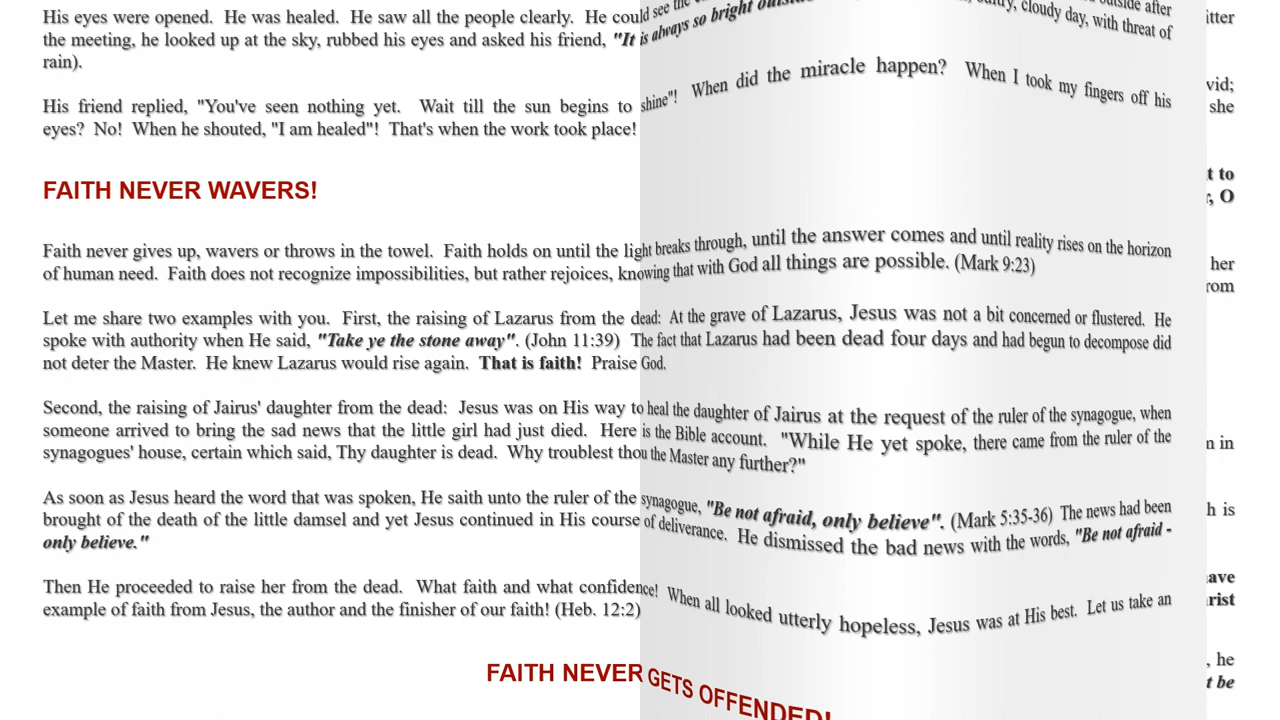 His eyes were opened. He was healed. He saw all the people clearly. He could see the outside after
the meeting, he looked up at the sky, rubbed his eyes and asked his friend, "It is always so bright cloudy day, with threat of
rain).
His friend replied, "You've seen nothing yet. Wait till the sun begins to shine"! When did the miracle happen? When I took my fingers off his
eyes? No! When he shouted, "I am healed"! That's when the work took place!
FAITH NEVER WAVERS!
Faith never gives up, wavers or throws in the towel. Faith holds on until the light breaks through, until the answer comes and until reality rises on the horizon
of human need. Faith does not recognize impossibilities, but rather rejoices, knowing that with God all things are possible. (Mark 9:23)
Let me share two examples with you. First, the raising of Lazarus from the dead: At the grave of Lazarus, Jesus was not a bit concerned or flustered. He
spoke with authority when He said, "Take ye the stone away". (John 11:39) The fact that Lazarus had been dead four days and had begun to decompose did
not deter the Master. He knew Lazarus would rise again. That is faith! Praise God.
Second, the raising of Jairus' daughter from the dead: Jesus was on His way to heal the daughter of Jairus at the request of the ruler of the synagogue, when
someone arrived to bring the sad news that the little girl had just died. Here is the Bible account. "While He yet spoke, there came from the ruler of the
synagogues' house, certain which said, Thy daughter is dead. Why troublest thou the Master any further?"
As soon as Jesus heard the word that was spoken, He saith unto the ruler of the synagogue, "Be not afraid, only believe". (Mark 5:35-36) The news had been
brought of the death of the little damsel and yet Jesus continued in His course of deliverance. He dismissed the bad news with the words, "Be not afraid -
only believe."
Then He proceeded to raise her from the dead. What faith and what confidence! When all looked utterly hopeless, Jesus was at His best. Let us take an
example of faith from Jesus, the author and the finisher of our faith! (Heb. 12:2)
FAITH NEVER GETS OFFENDED!
she
to
O
her
in
is
he
be